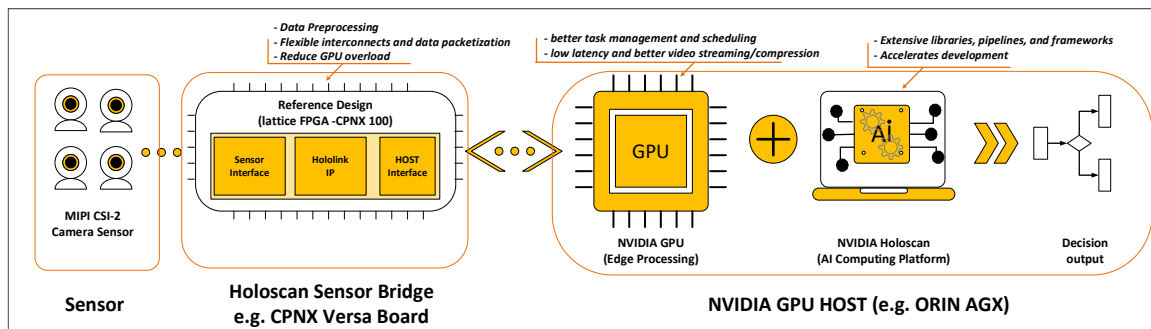 - Data Preprocessing
- Flexible interconnects and data packetization
- Reduce GPU overload
- better task management and scheduling
- low latency and better video streaming/compression
- Extensive libraries, pipelines, and frameworks
- Accelerates development
Reference Design
(lattice FPGA -CPNX 100)
Sensor
Interface
Hololink
IP
HOST
Interface
MIPI CSI-2
Camera Sensor
GPU
Ai
NVIDIA GPU
(Edge Processing)
NVIDIA Holoscan
(AI Computing Platform)
Decision
output
Sensor
Holoscan Sensor Bridge
e.g. CPNX Versa Board
NVIDIA GPU HOST (e.g. ORIN AGX)